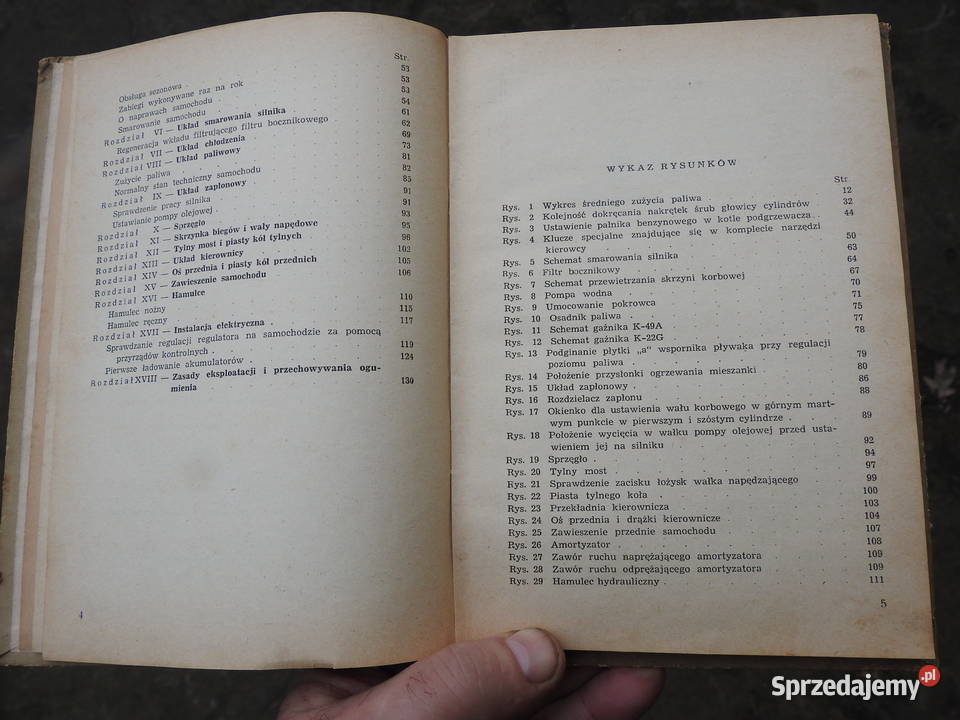 Str.
Obsługa sezonowa . 53
Zabiegi wykonywane raz na rok 53
O naprawach samochodu 53
Smarowanie samochodu 54
Rozdział VI — Układ smarowania silnika 61
Regeneracja wkładu filtrującego filtru bocznikowego 62
Rozdział VII — Układ chłodzenia 69
Rozdział VIII — Układ paliwowy 73
Zużycie paliwa 81
Normalny stan techniczny samochodu 82
Rozdział IX — Układ zapłonowy 85
Sprawdzenie pracy silnika 91
Ustawianie pompy olejowej 91
Rozdział X — Sprzęgło 93
Rozdział XI — Skrzynka biegów i wały napędowe 95
Rozdział XII — Tylny most i piasty kół tylnych 96
Rozdział XIII — Układ kierownicy 102
Rozdział XIV — Oś przednia i piasty kół przednich 105
Rozdział XV — Zawieszenie samochodu 106
Rozdział XVI — Hamulce
Hamulec nożny 110
Hamulec ręczny 115
Rozdział XVII — Instalacja elektryczna 117
Sprawdzanie regulacji regulatora na samochodzie za pomocą
przyrządów kontrolnych 119
Pierwsze ładowanie akumulatorów 124
Rozdział XVIII — Zasady eksploatacji i przechowywania ogu-
mienia 130
4
WYKAZ RYSUNKÓW
Str
Rys. 1 Wykres średniego zużycia paliwa 12
Rys. 2 Kolejność dokręcania nakrętek śrub głowicy cylindrów 32
Rys. 3 Ustawienie palnika benzynowego w kotle podgrzewacza 44
Rys. 4 Klucze specjalne znajdujące się w komplecie narzędzi
kierowcy 50
Rys. 5 Schemat smarowania silnika 63
Rys. 6 Filtr bocznikowy 64
Rys. 7 Schemat przewietrzania skrzyni korbowej 67
Rys. 8 Pompa wodna 70
Rys. 9 Umocowanie pokrowca 71
Rys. 10 Osadnik paliwa 75
Rys. 11 Schemat gaźnika K-49A 77
Rys. 12 Schemat gaźnika K-22G 78
Rys. 13 Podginanie płytki „a" wspornika pływaka przy regulacji
poziomu paliwa 79
Rys. 14 Położenie przysłonki ogrzewania mieszanki 80
Rys. 15 Układ zapłonowy 86
Rys. 16 Rozdzielacz zapłonu 88
Rys. 17 Okienko dla ustawienia wału korbowego w górnym mart-
wym punkcie w pierwszym i szóstym cylindrze 89
Rys. 18 Położenie wycięcia w wałku pompy olejowej przed usta-
wieniem jej na silniku 92
Rys. 19 Sprzęgło 94
Rys. 20 Tylny most 97
Rys. 21 Sprawdzenie zacisku łożysk wałka napędzającego 99
Rys. 22 Piasta tylnego koła 100
Rys. 23 Przekładnia kierownicza 103
Rys. 24 Oś przednia i drążki kierownicze 104
Rys. 25 Zawieszenie przednie samochodu 107
Rys. 26 Amortyzator 108
Rys. 27 Zawór ruchu naprężającego amortyzatora 109
Rys. 28 Zawór ruchu odprężającego amortyzatora 109
Rys. 29 Hamulec hydrauliczny 111
5
Sprzedajemy.pl